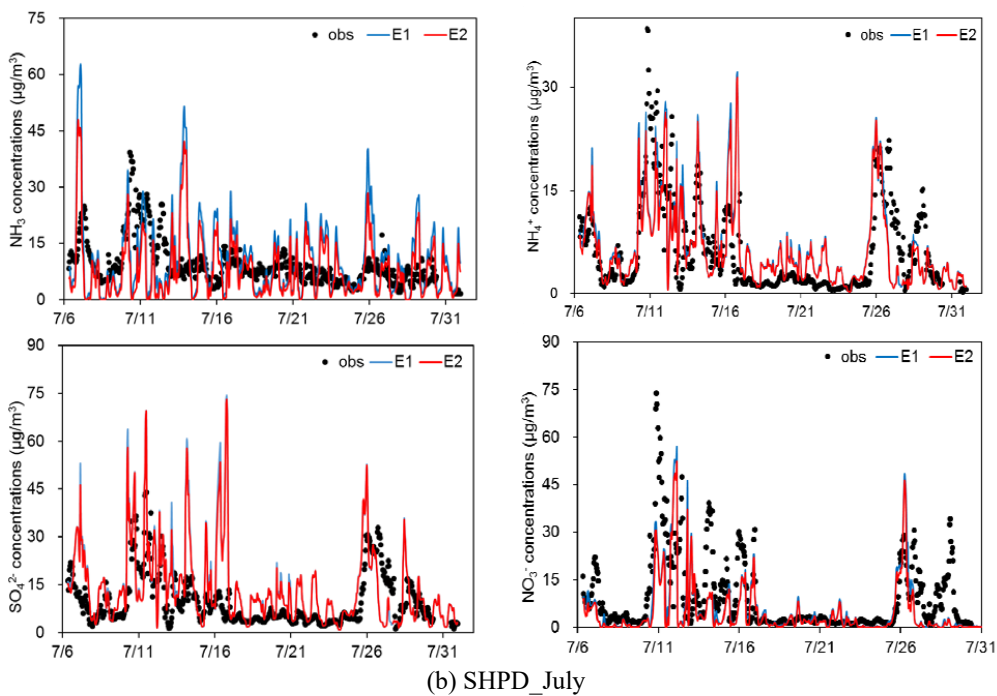 75
60
45
30
15
0
NH3 concentrations (µg/m³)
obs E1 E2
7/6 7/11 7/16 7/21 7/26 7/31
30
15
0
NH₄⁺ concentrations (µg/m³)
obs E1 E2
7/6 7/11 7/16 7/21 7/26 7/31
90
75
60
45
30
15
0
SO₄²⁻ concentrations (µg/m³)
obs E1 E2
7/6 7/11 7/16 7/21 7/26 7/31
90
75
60
45
30
15
0
NO₃⁻ concentrations (µg/m³)
obs E1 E2
7/6 7/11 7/16 7/21 7/26 7/31
(b) SHPD_July